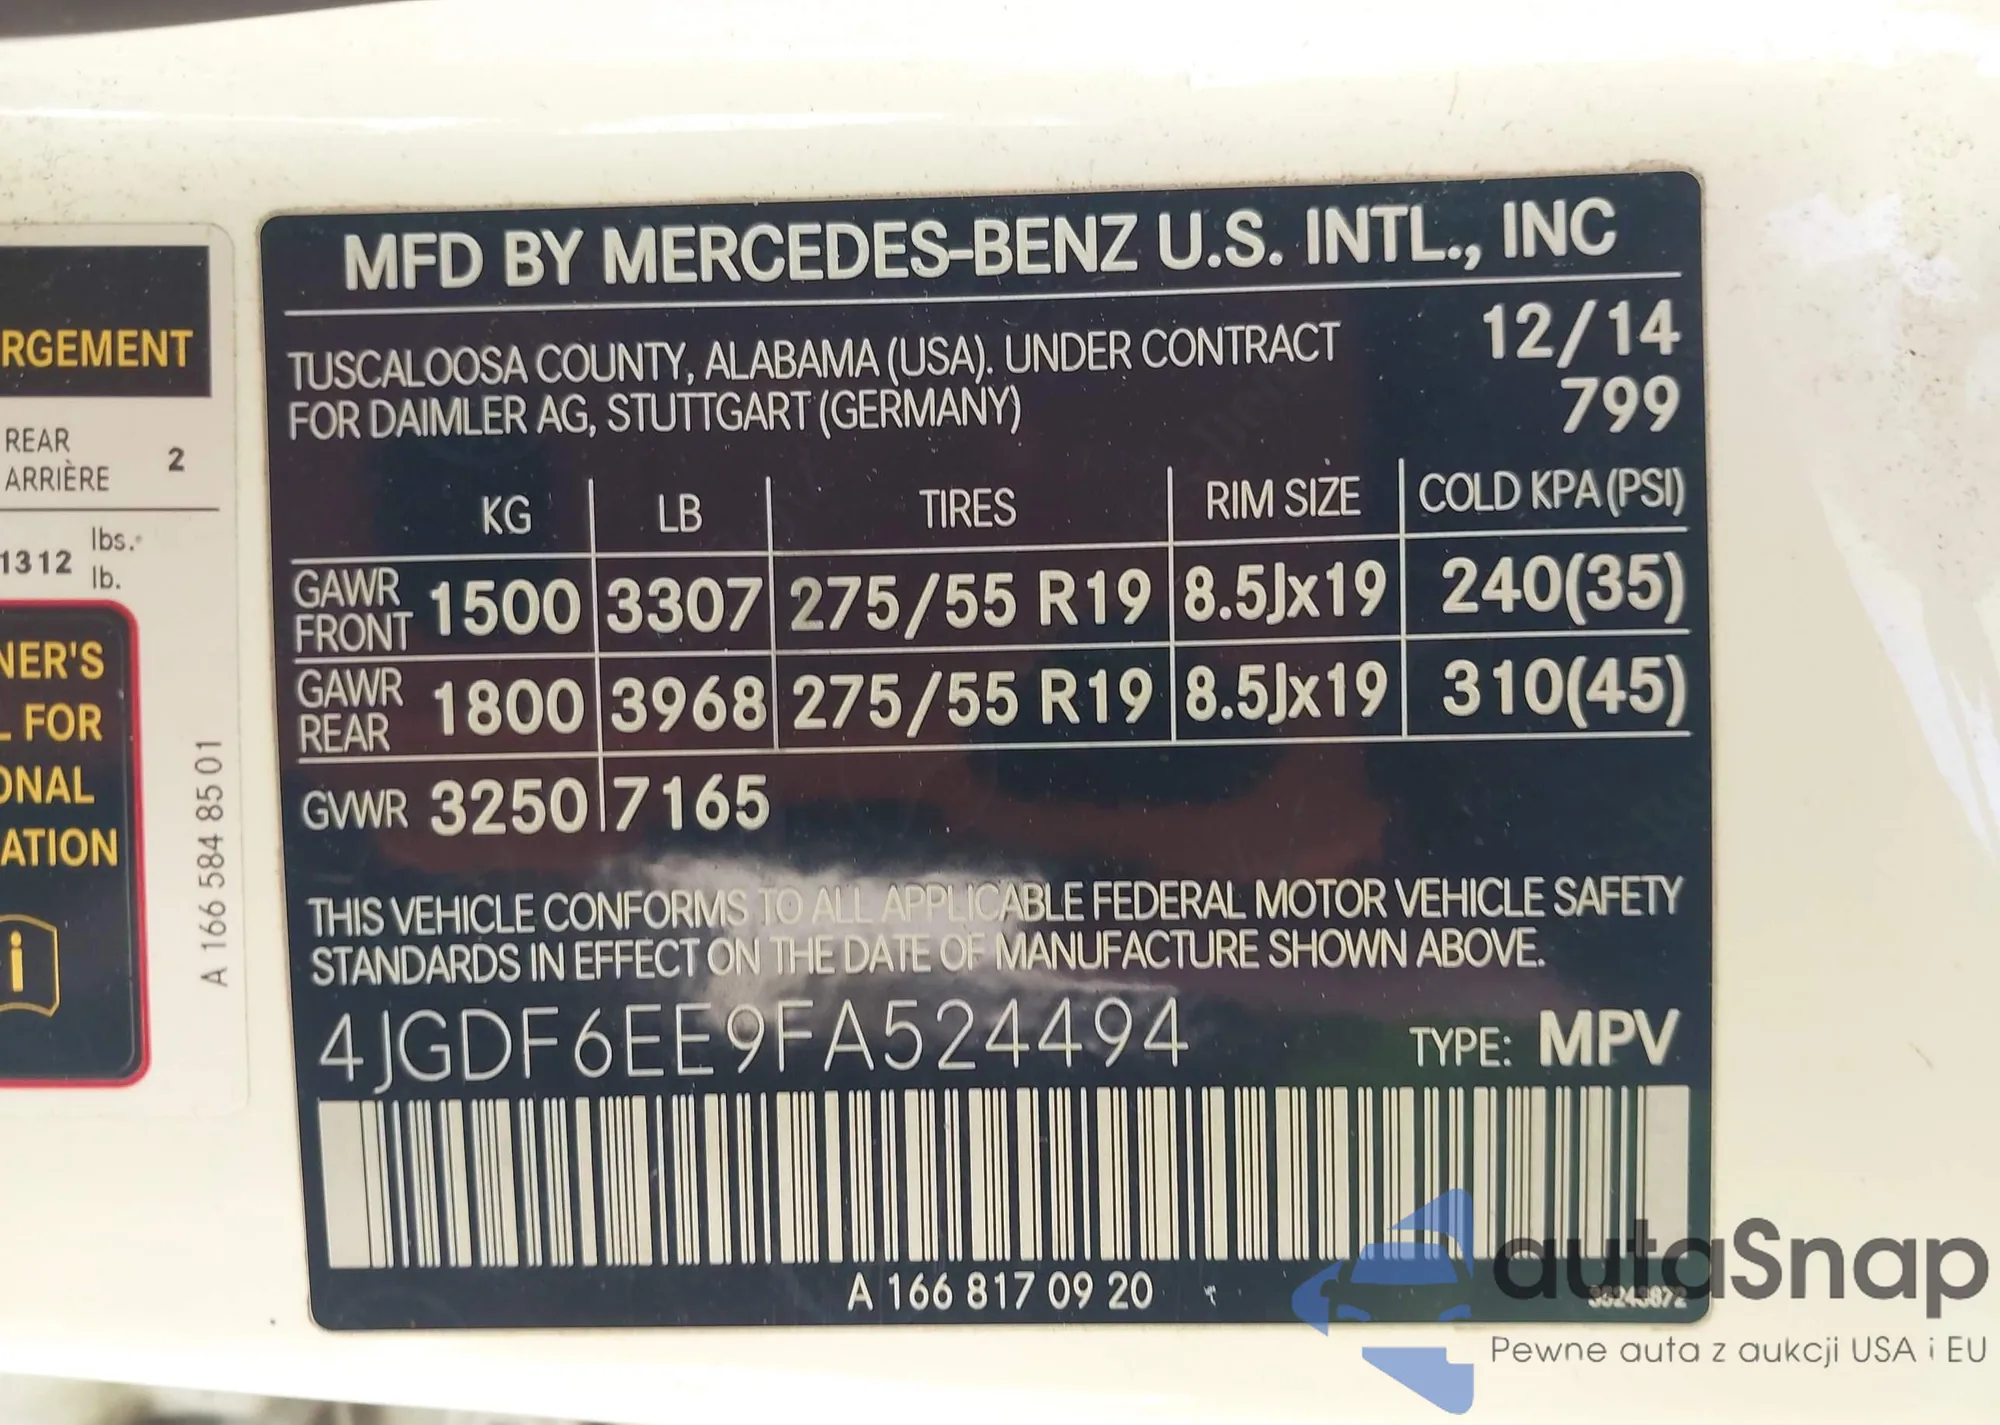 RGEMENT
REAR
ARRIÈRE 2
1312 lbs.
lb.
NER'S
L FOR
ONAL
ATION
i
A 166 584 85 01
MFD BY MERCEDES-BENZ U.S. INTL., INC
TUSCALOOSA COUNTY, ALABAMA (USA). UNDER CONTRACT
FOR DAIMLER AG, STUTTGART (GERMANY)
12/14
799
KG LB TIRES RIM SIZE COLD KPA (PSI)
GAWR FRONT 1500 3307 275/55 R19 8.5Jx19 240(35)
GAWR REAR 1800 3968 275/55 R19 8.5Jx19 310(45)
GVWR 3250 7165
THIS VEHICLE CONFORMS TO ALL APPLICABLE FEDERAL MOTOR VEHICLE SAFETY
STANDARDS IN EFFECT ON THE DATE OF MANUFACTURE SHOWN ABOVE.
4JGDF6EE9FA524494 TYPE: MPV
A 166 817 09 20
autaSnap
Pewne auta z aukcji USA i EU